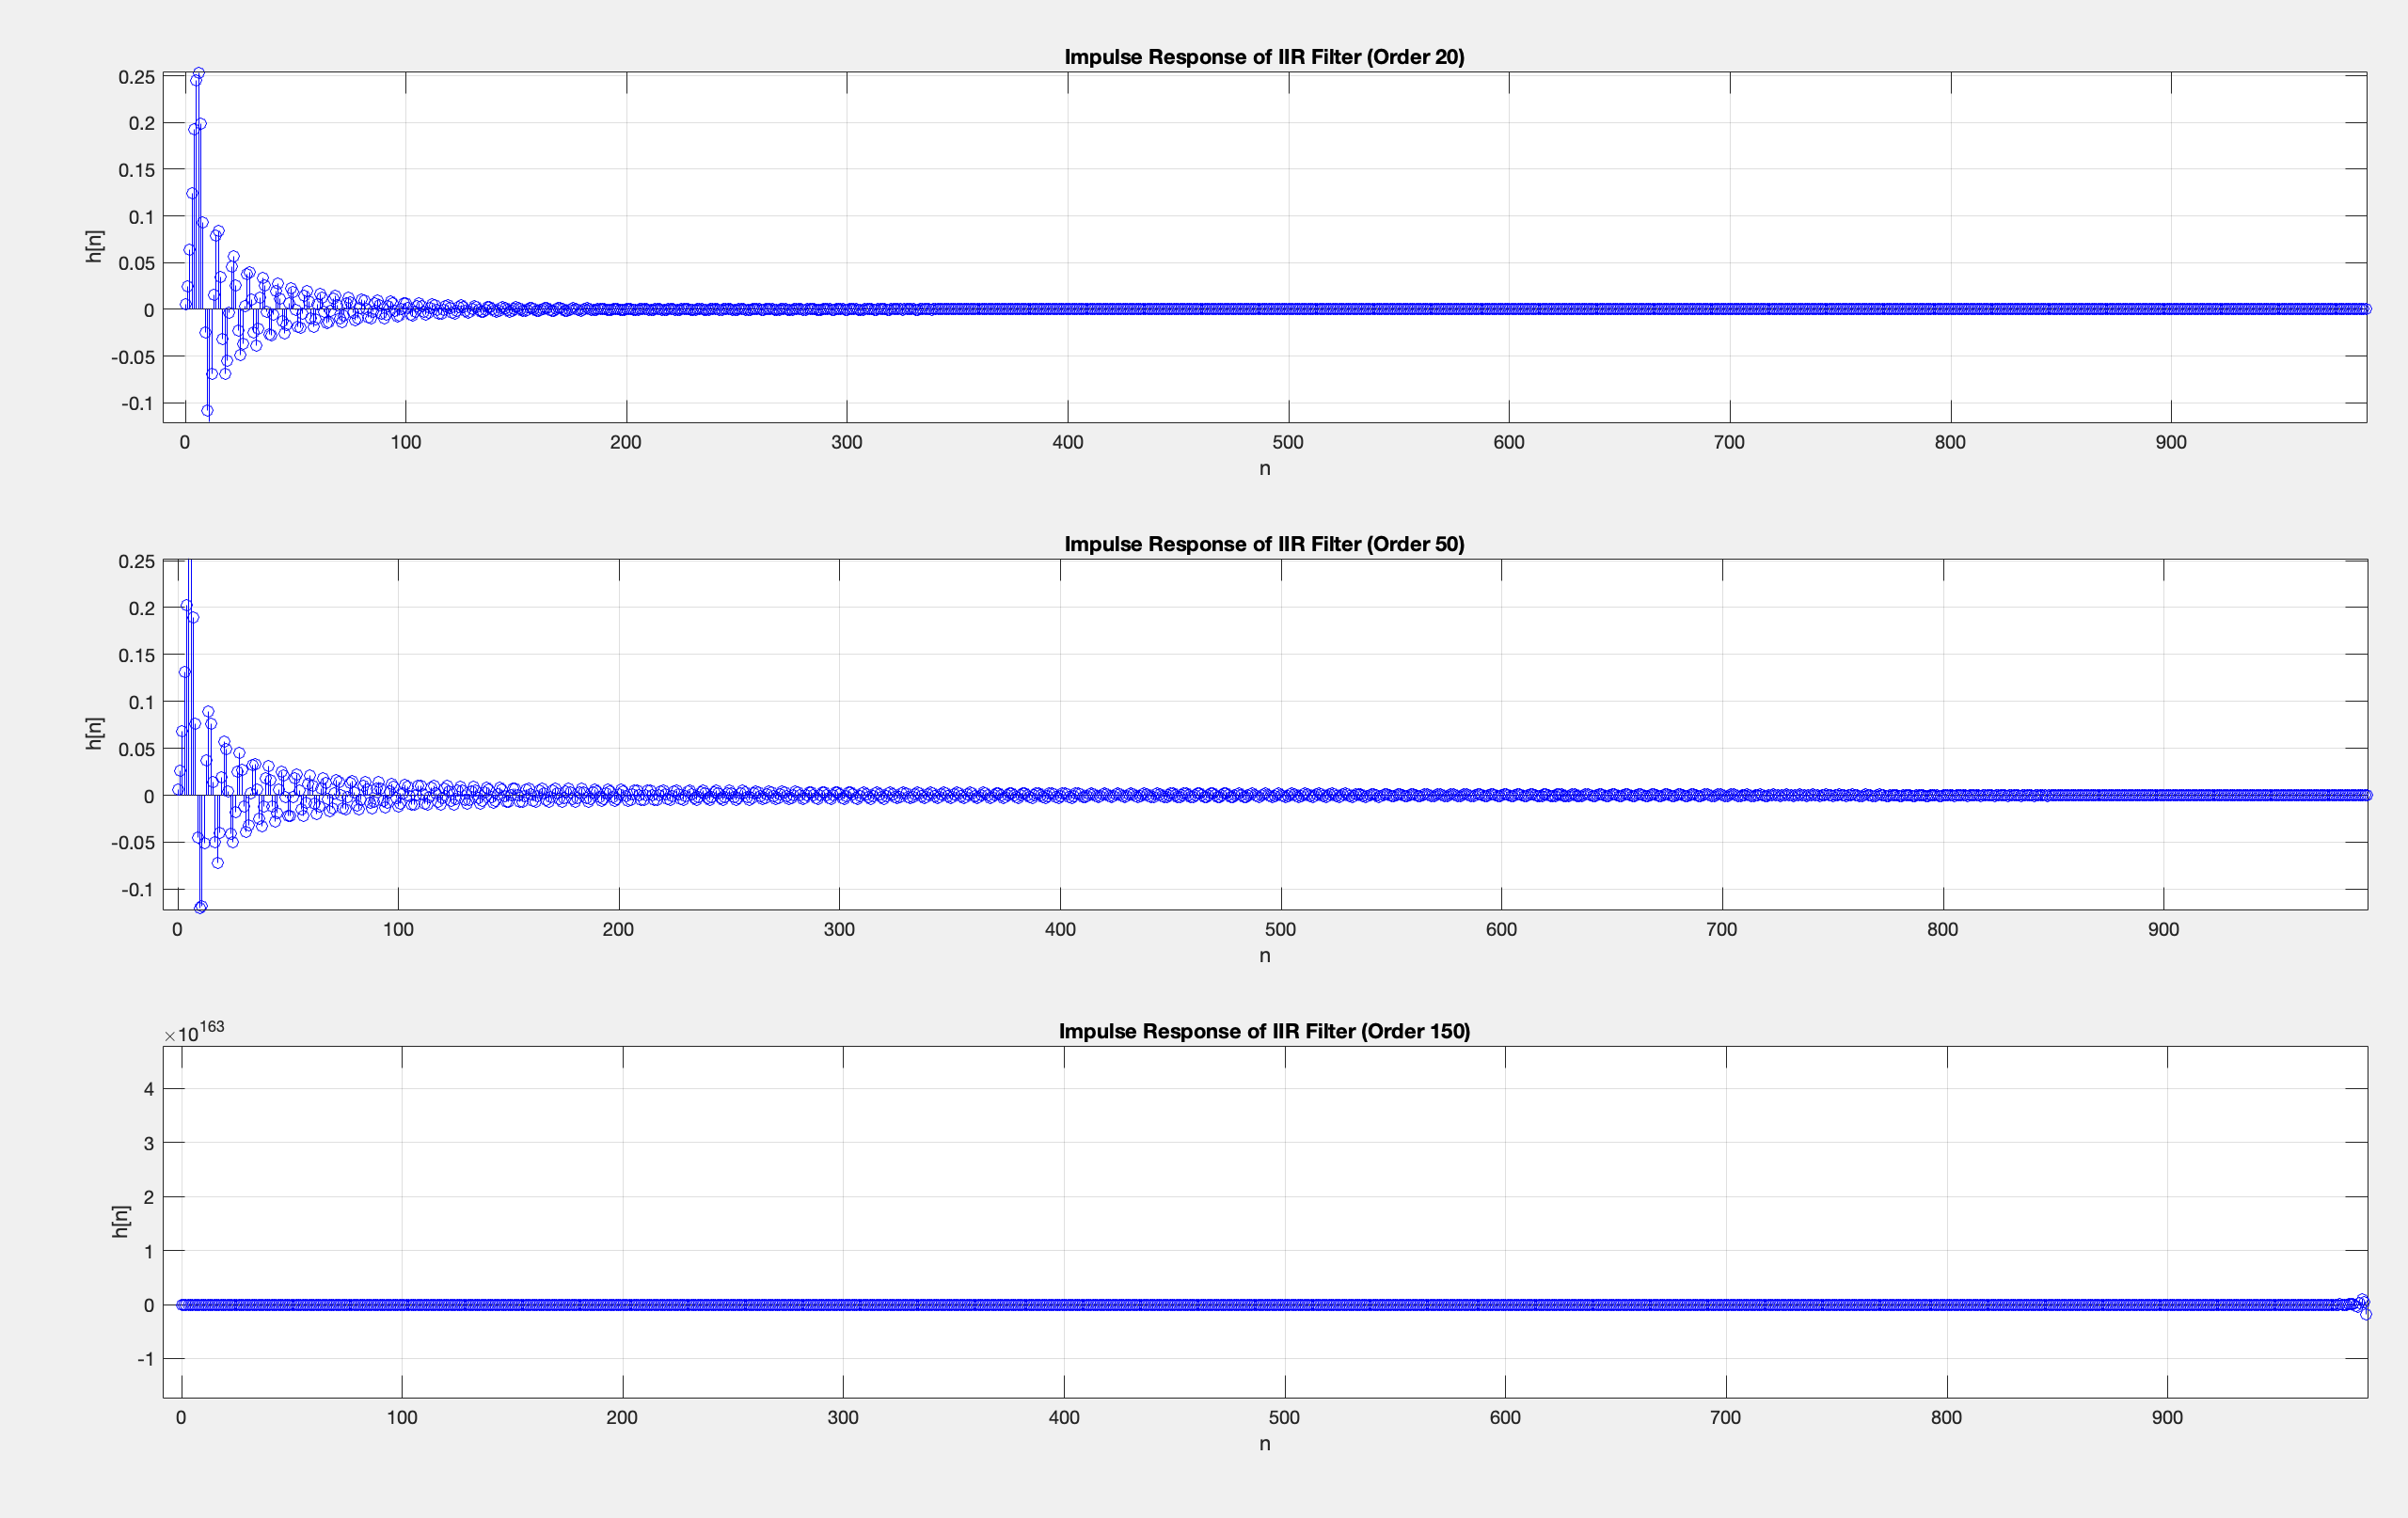 Impulse Response of IIR Filter (Order 20)
0.25
0.2
0.15
0.1
0.05
0
-0.05
-0.1
h[n]
0 100 200 300 400 500 600 700 800 900
n
Impulse Response of IIR Filter (Order 50)
0.25
0.2
0.15
0.1
0.05
0
-0.05
-0.1
h[n]
0 100 200 300 400 500 600 700 800 900
n
×10^163
Impulse Response of IIR Filter (Order 150)
4
3
2
1
0
-1
h[n]
0 100 200 300 400 500 600 700 800 900
n